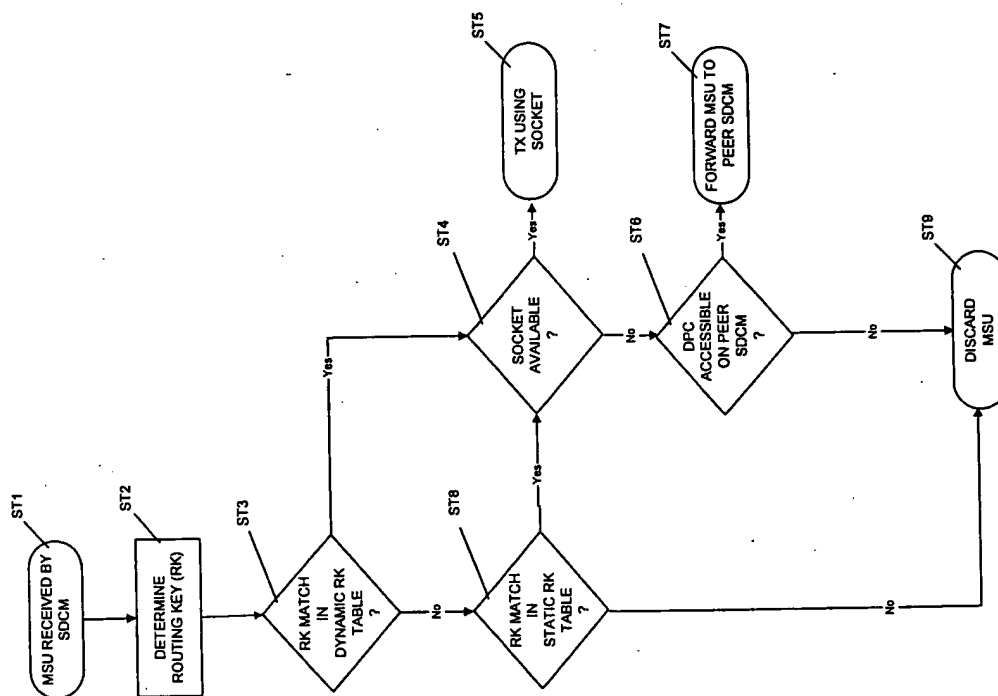 ST1
MSU RECEIVED BY
SDCM
ST2
DETERMINE
ROUTING KEY (RK)
ST3
RK MATCH
IN
DYNAMIC RK
TABLE
?
Yes
No
ST8
RK MATCH
IN
STATIC RK
TABLE
?
Yes
No
ST4
SOCKET
AVAILABLE
?
Yes
No
ST5
TX USING
SOCKET
ST6
DPC
ACCESSIBLE
ON PEER
SDCM
?
Yes
No
ST7
FORWARD MSU TO
PEER SDCM
ST9
DISCARD
MSU